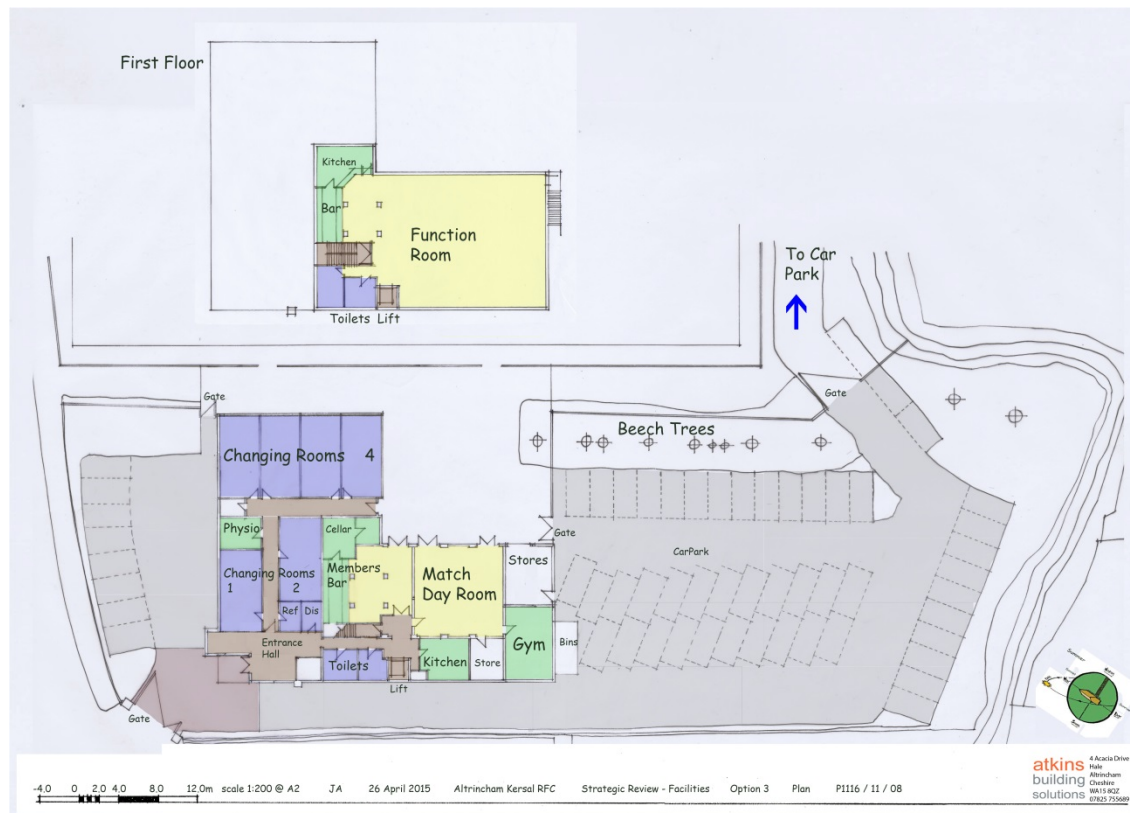 First Floor
Kitchen
Bar
Function
Room
Toilets Lift
To Car
Park
Gate
Gate
Beech Trees
Changing Rooms 4
Physio
Cellar
Gate
CarPark
Stores
Members
Bar
Match
Day Room
Changing Rooms
1 2
Ref Dis
Entrance
Hall
Toilets
Kitchen
Store
Gym
Bins
Lift
Gate
-4.0 0 2.0 4.0 8.0 12.0m scale 1:200 @ A2 JA 26 April 2015 Altrincham Kersal RFC Strategic Review - Facilities Option 3 Plan P1116 / 11 / 08
atkins
building
solutions
4 Acacia Drive
Hale
Altrincham
Cheshire
WA15 8QZ
07825 755689